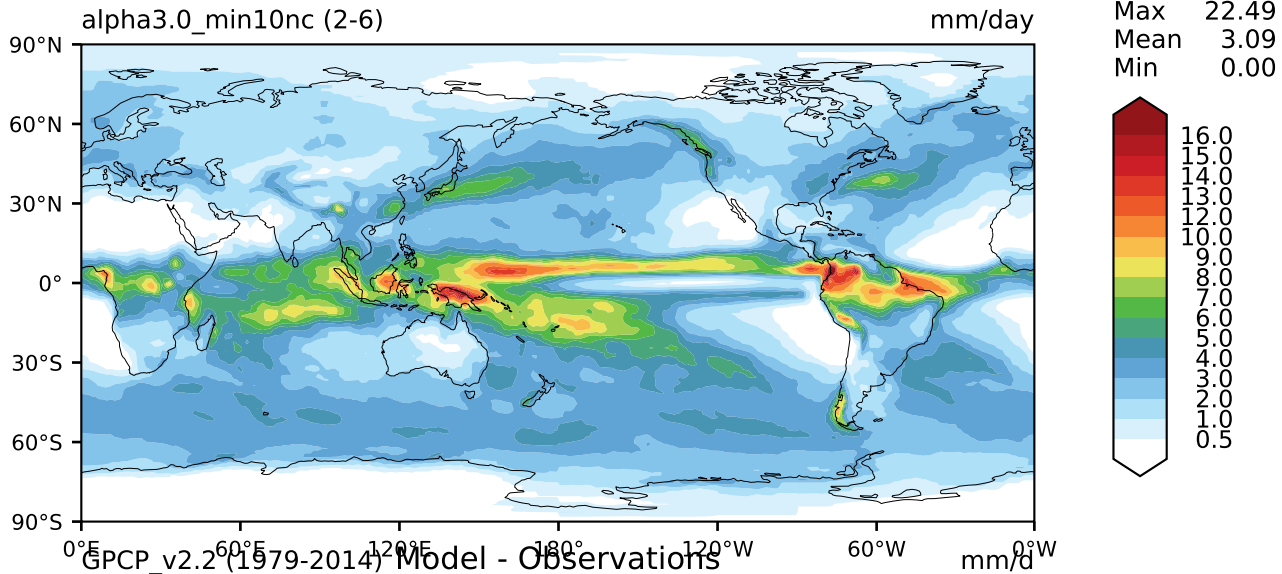 alpha3.0_min10nc (2-6) mm/day
Max 22.49
Mean 3.09
Min 0.00
90°N
60°N
30°N
0°
30°S
60°S
90°S
0°E 60°E 120°E 180° 120°W 60°W 0°W
16.0
15.0
14.0
13.0
12.0
10.0
9.0
8.0
7.0
6.0
5.0
4.0
3.0
2.0
1.0
0.5
GPCP_v2.2 (1979-2014) Model - Observations mm/d